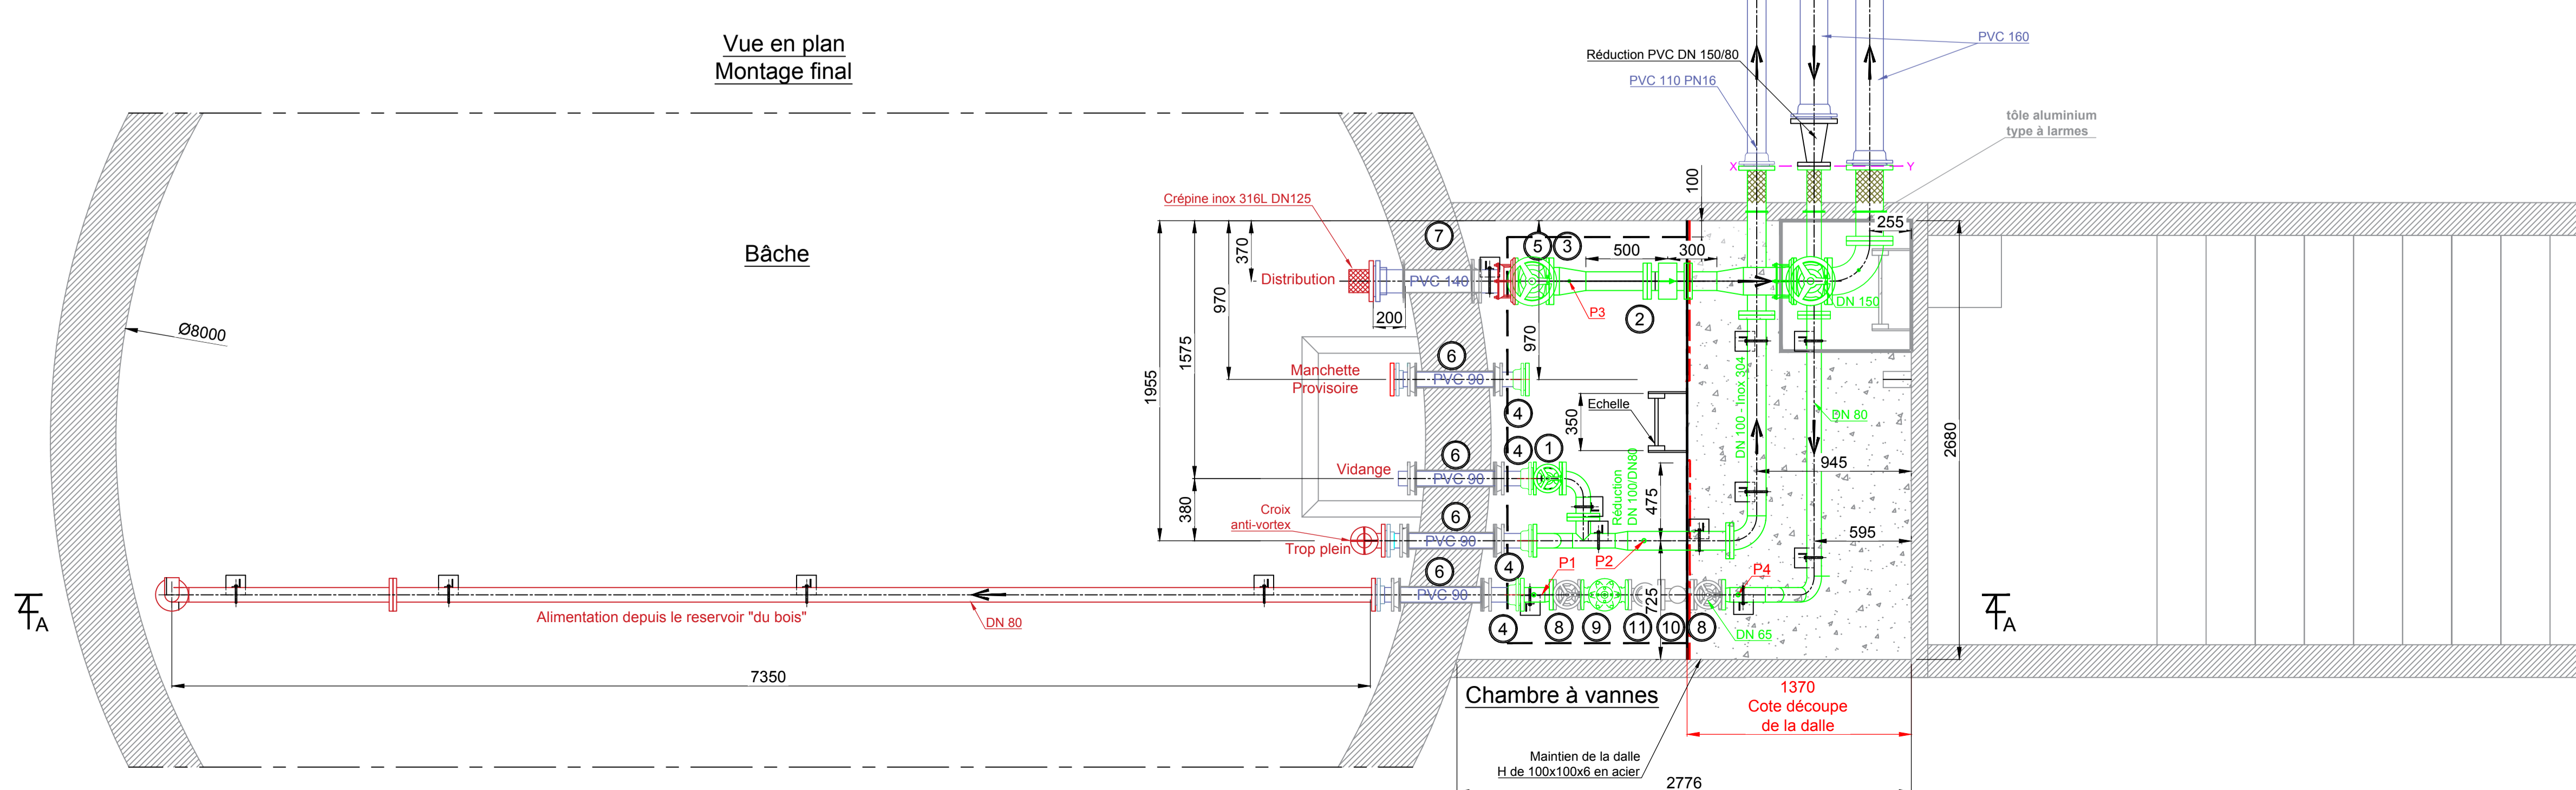 Vue en plan
Montage final
Réduction PVC DN 150/80
PVC 160
PVC 110 PN16
tôle aluminium
type à larmes
X
Y
100
Crépine inox 316L DN125
255
7
5
3
500
300
370
Bâche
Distribution
PVC 140
DN 150
P3
2
200
970
970
Ø8000
1575
6
Manchette
Provisoire
PVC 90
1955
DN 100 - Inox 304
Echelle
350
4
DN 80
2680
4
1
6
Vidange
PVC 90
945
Réduction
DN 100/DN80
475
380
Croix
anti-vortex
6
Trop plein
PVC 90
595
P2
P1
P4
4
6
PVC 90
725
A
Alimentation depuis le reservoir "du bois"
DN 80
4
8
9
11
10
8
DN 65
A
7350
Chambre à vannes
1370
Cote découpe
de la dalle
Maintien de la dalle
H de 100x100x6 en acier
2776